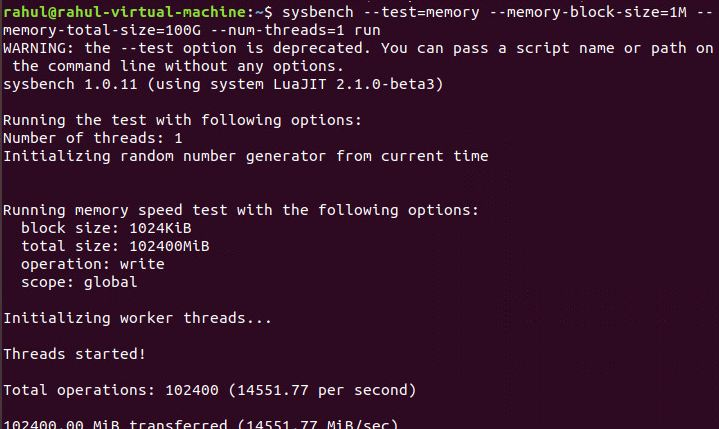 rahul@rahul-virtual-machine:~$ sysbench --test=memory --memory-block-size=1M --
memory-total-size=100G --num-threads=1 run
WARNING: the --test option is deprecated. You can pass a script name or path on
 the command line without any options.
sysbench 1.0.11 (using system LuaJIT 2.1.0-beta3)
Running the test with following options:
Number of threads: 1
Initializing random number generator from current time
Running memory speed test with the following options:
  block size: 1024KiB
  total size: 102400MiB
  operation: write
  scope: global
Initializing worker threads...
Threads started!
Total operations: 102400 (14551.77 per second)
102400.00 MiB transferred (14551.77 MiB/sec)